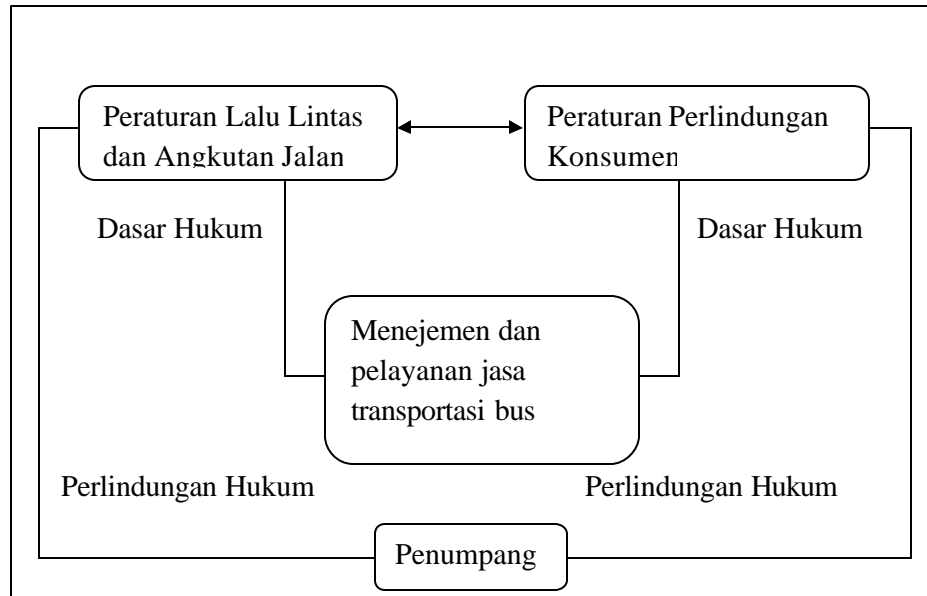 Peraturan Lalu Lintas
dan Angkutan Jalan
Peraturan Perlindungan
Konsumen
Dasar Hukum
Dasar Hukum
Menejemen dan
pelayanan jasa
transportasi bus
Perlindungan Hukum
Perlindungan Hukum
Penumpang